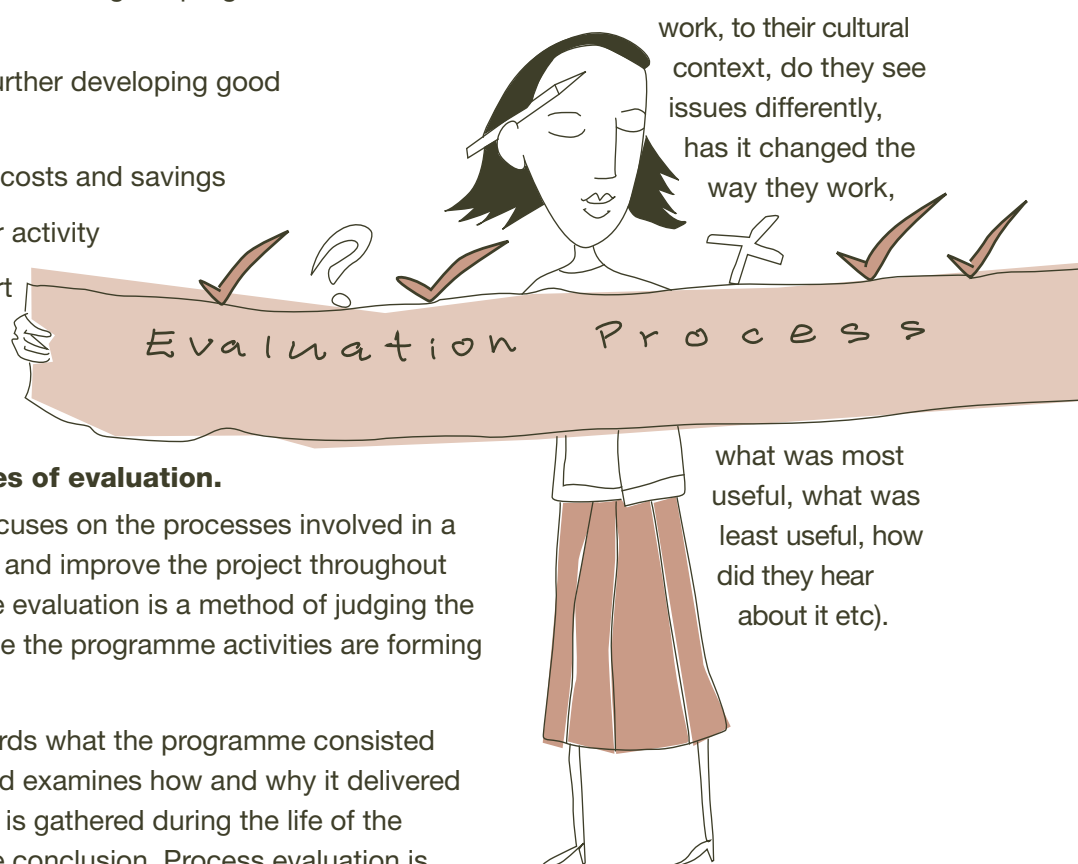 urther developing good
costs and savings
r activity
rt
work, to their cultural
context, do they see
issues differently,
has it changed the
way they work,
Evaluation Process
es of evaluation.
cuses on the processes involved in a
and improve the project throughout
e evaluation is a method of judging the
e the programme activities are forming
rds what the programme consisted
d examines how and why it delivered
is gathered during the life of the
e conclusion. Process evaluation is
what was most
useful, what was
least useful, how
did they hear
about it etc).